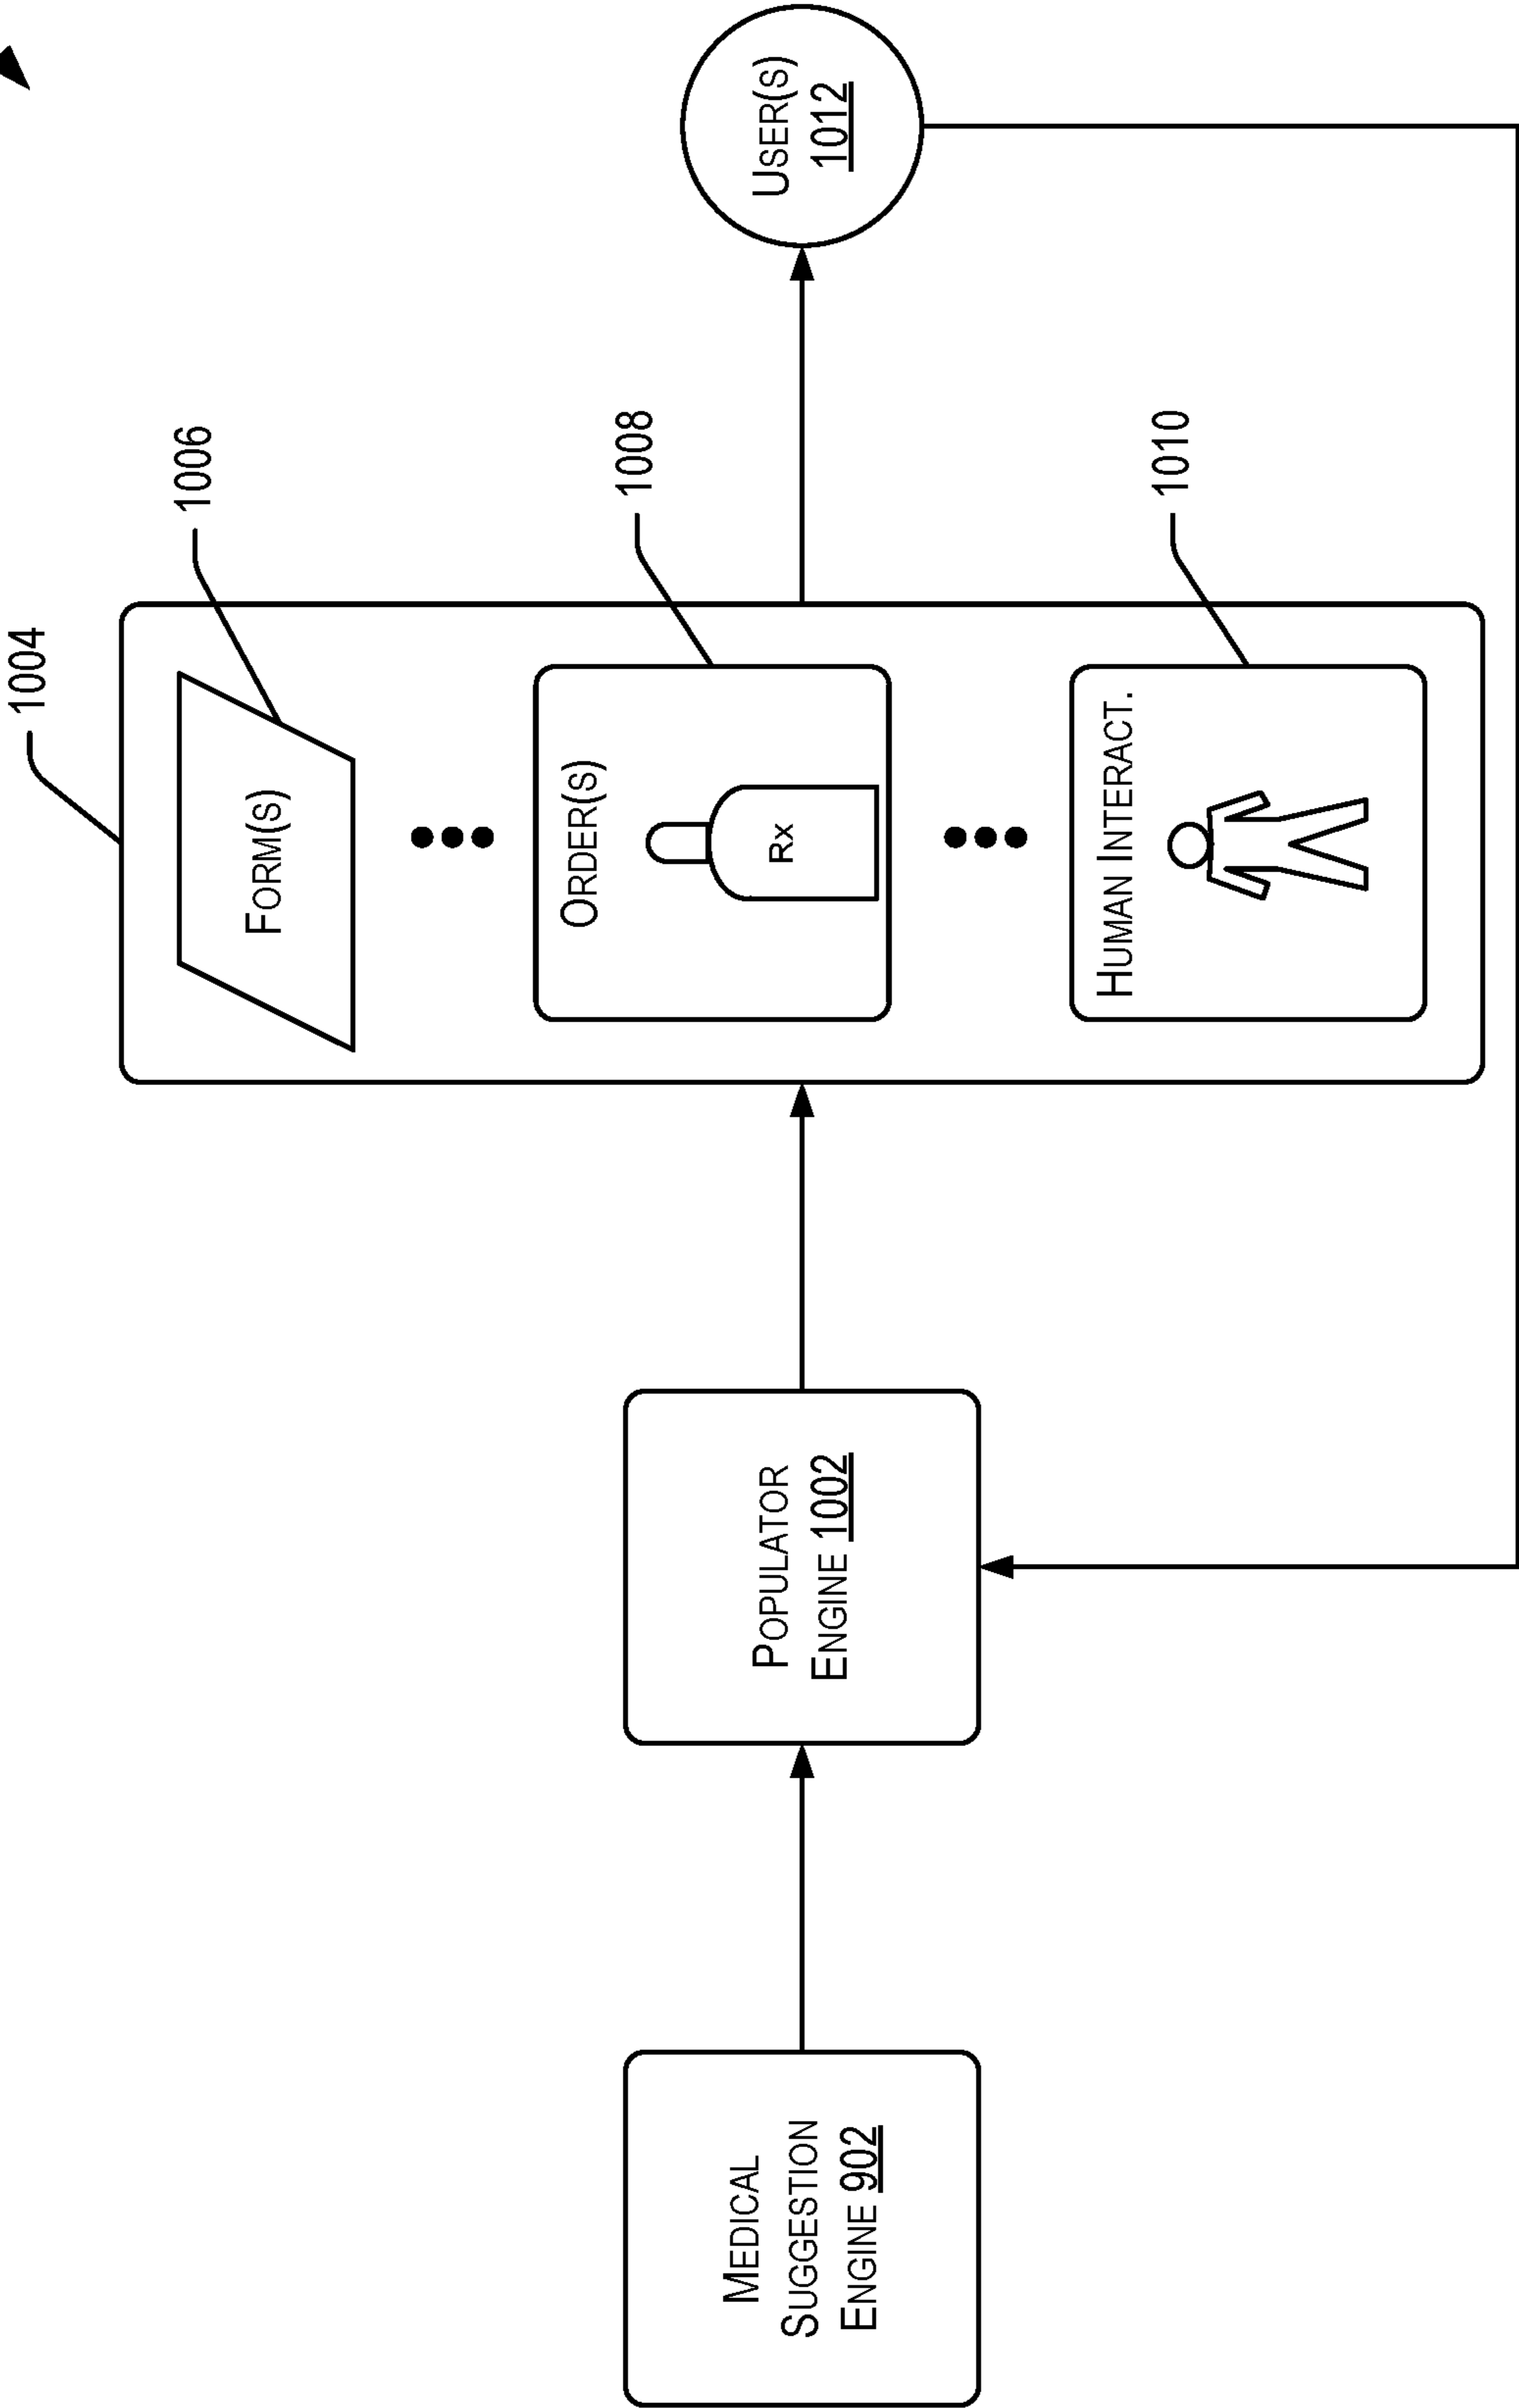 MEDICAL
SUGGESTION
ENGINE 902
POPULATOR
ENGINE 1002
1004
FORM(S)
1006
ORDER(S)
Rx
1008
HUMAN INTERACT.
1010
USER(S)
1012